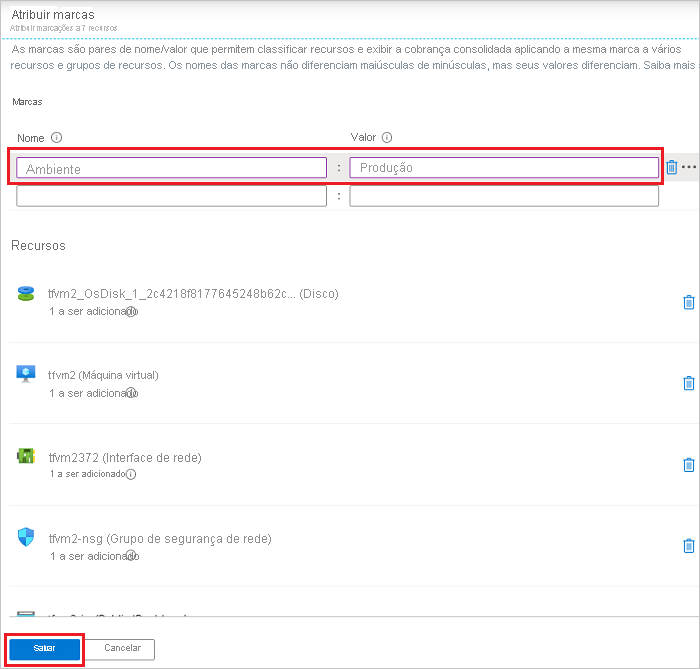 Atribuir marcas
Atribuir marcações a 7 recursos
As marcas são pares de nome/valor que permitem classificar recursos e exibir a cobrança consolidada aplicando a mesma marca a vários
recursos e grupos de recursos. Os nomes das marcas não diferenciam maiúsculas de minúsculas, mas seus valores diferenciam. Saiba mais
Marcas
Nome Valor
Ambiente : Produção
:
Recursos
tfvm2_OsDisk_1_2c4218f8177645248b62c... (Disco)
1 a ser adicionado
tfvm2 (Máquina virtual)
1 a ser adicionado
tfvm2372 (Interface de rede)
1 a ser adicionado
tfvm2-nsg (Grupo de segurança de rede)
1 a ser adicionado
Salvar Cancelar